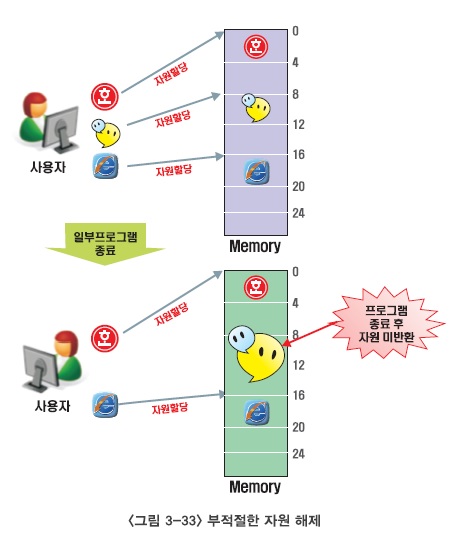 0
4
8
12
16
20
24
호
자원할당
자원할당
자원할당
사용자
Memory
일부프로그램
종료
0
4
8
12
16
20
24
호
자원할당
자원할당
사용자
프로그램
종료 후
자원 미반환
Memory
<그림 3-33> 부적절한 자원 해제